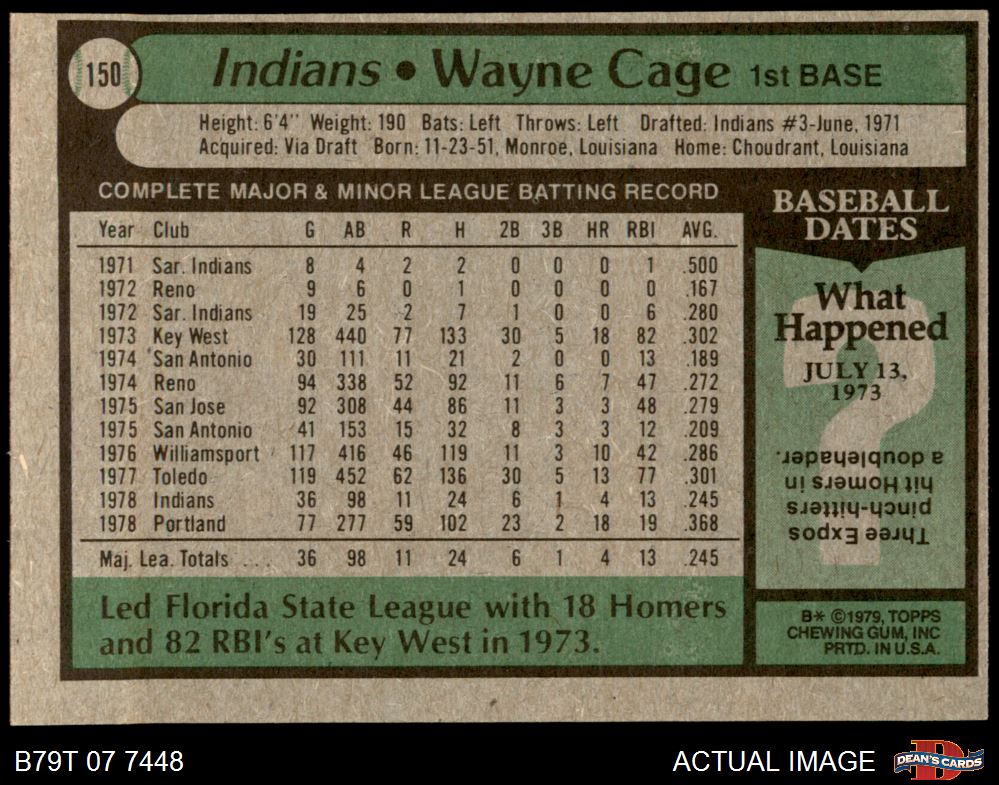 150
Indians • Wayne Cage 1st BASE
Height: 6'4" Weight: 190 Bats: Left Throws: Left Drafted: Indians #3-June, 1971
Acquired: Via Draft Born: 11-23-51, Monroe, Louisiana Home: Choudrant, Louisiana
COMPLETE MAJOR & MINOR LEAGUE BATTING RECORD
Year Club G AB R H 2B 3B HR RBI AVG.
1971 Sar. Indians 8 4 2 2 0 0 0 1 .500
1972 Reno 9 6 0 1 0 0 0 0 .167
1972 Sar. Indians 19 25 2 7 1 0 0 6 .280
1973 Key West 128 440 77 133 30 5 18 82 .302
1974 San Antonio 30 111 11 21 2 0 0 13 .189
1974 Reno 94 338 52 92 11 6 7 47 .272
1975 San Jose 92 308 44 86 11 3 3 48 .279
1975 San Antonio 41 153 15 32 8 3 3 12 .209
1976 Williamsport 117 416 46 119 11 3 10 42 .286
1977 Toledo 119 452 62 136 30 5 13 77 .301
1978 Indians 36 98 11 24 6 1 4 13 .245
1978 Portland 77 277 59 102 23 2 18 19 .368
Maj. Lea. Totals ... 36 98 11 24 6 1 4 13 .245
Led Florida State League with 18 Homers
and 82 RBI's at Key West in 1973.
BASEBALL
DATES
What
Happened
JULY 13,
1973
?
Three Expos
pinch-hitters
hit Homers in
a doubleheader.
B* ©1979, TOPPS
CHEWING GUM, INC
PRTD. IN U.S.A.
B79T 07 7448
ACTUAL IMAGE
D
DEAN'S CARDS